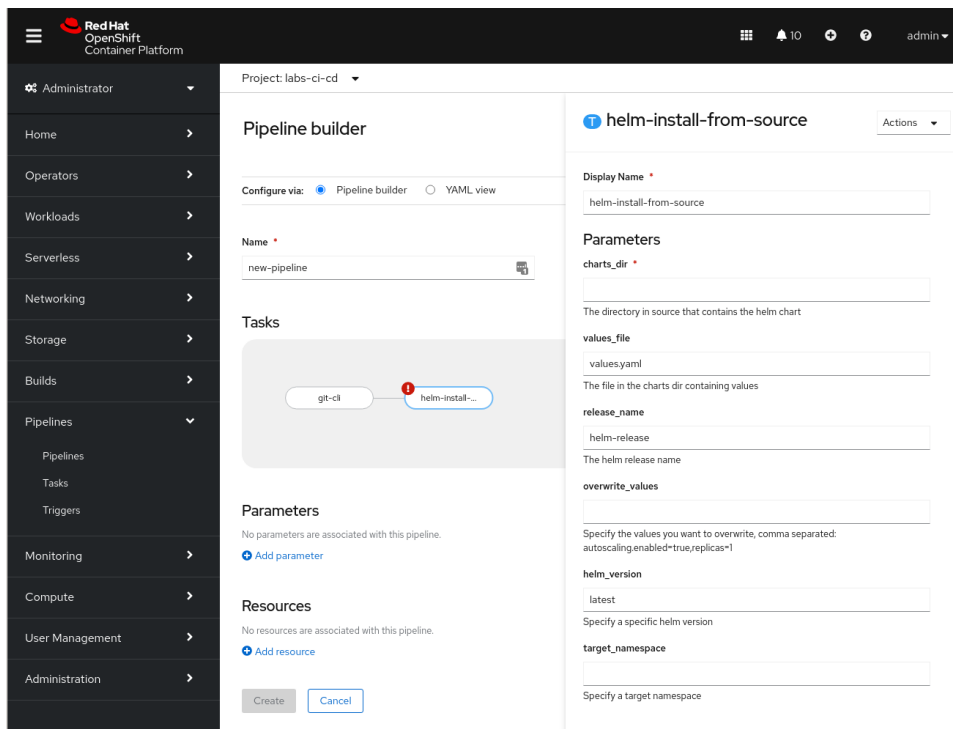 Red Hat
OpenShift
Container Platform
10
admin
Administrator
Home
Operators
Workloads
Serverless
Networking
Storage
Builds
Pipelines
Pipelines
Tasks
Triggers
Monitoring
Compute
User Management
Administration
Project: labs-ci-cd
Pipeline builder
Configure via: Pipeline builder YAML view
Name *
new-pipeline
Tasks
git-cli
helm-install-...
Parameters
No parameters are associated with this pipeline.
Add parameter
Resources
No resources are associated with this pipeline.
Add resource
Create Cancel
T helm-install-from-source
Actions
Display Name *
helm-install-from-source
Parameters
charts_dir *
The directory in source that contains the helm chart
values_file
values.yaml
The file in the charts dir containing values
release_name
helm-release
The helm release name
overwrite_values
Specify the values you want to overwrite, comma separated:
autoscaling.enabled=true,replicas=1
helm_version
latest
Specify a specific helm version
target_namespace
Specify a target namespace